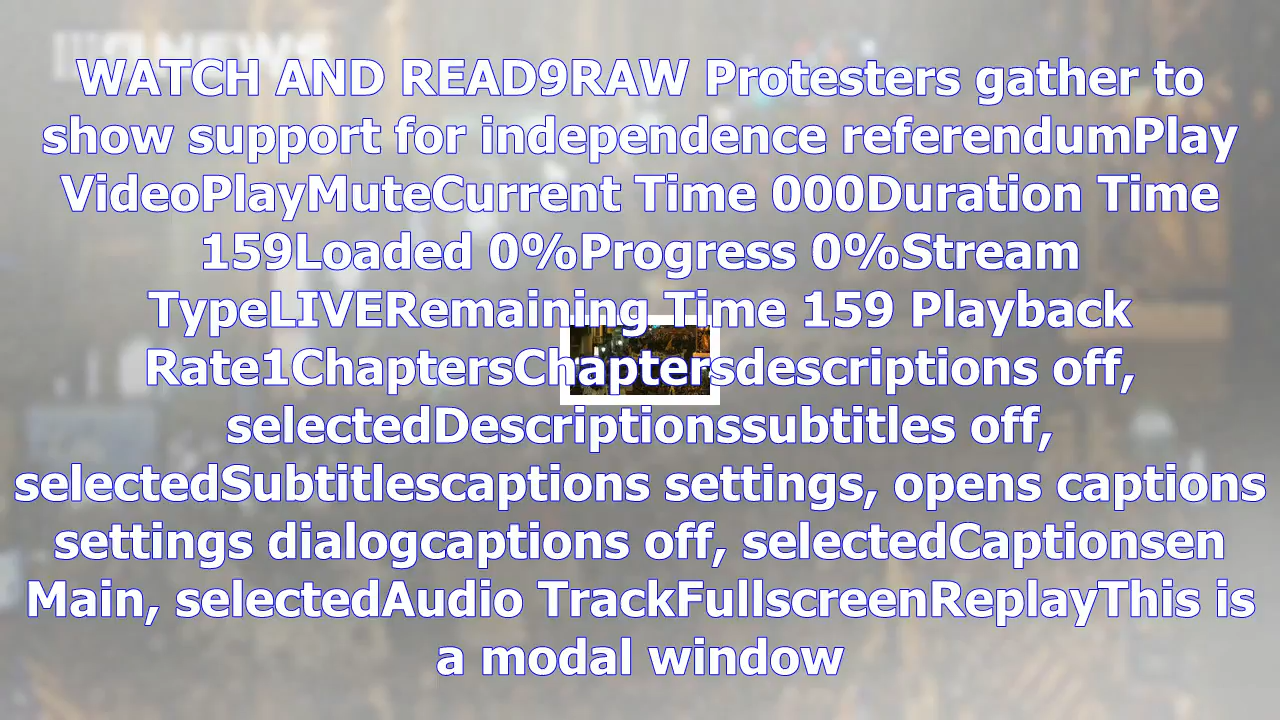 9 NEWS
WATCH AND READ9RAW Protesters gather to
show support for independence referendumPlay
VideoPlayMuteCurrent Time 000Duration Time
159Loaded 0%Progress 0%Stream
TypeLIVERemaining Time 159 Playback
Rate1ChaptersChaptersdescriptions off,
selectedDescriptionssubtitles off,
selectedSubtitlescaptions settings, opens captions
settings dialogcaptions off, selectedCaptionsen
Main, selectedAudio TrackFullscreenReplayThis is
a modal window